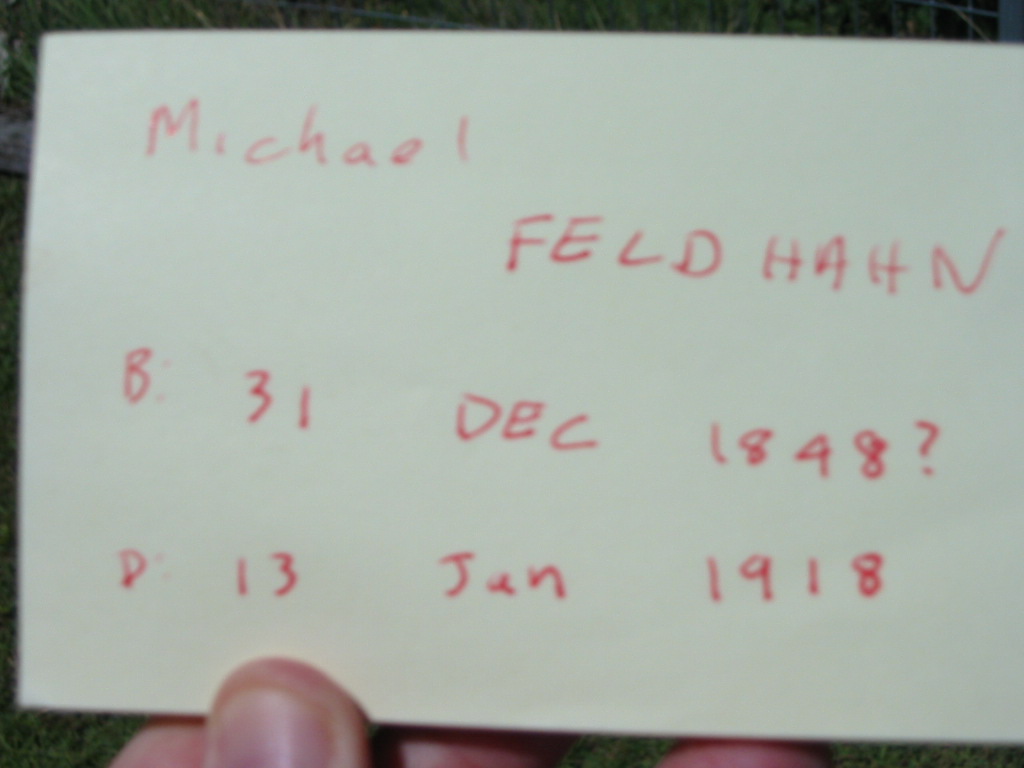 Michael
FELDHAHN
B: 31 DEC 1848?
D: 13 Jan 1918